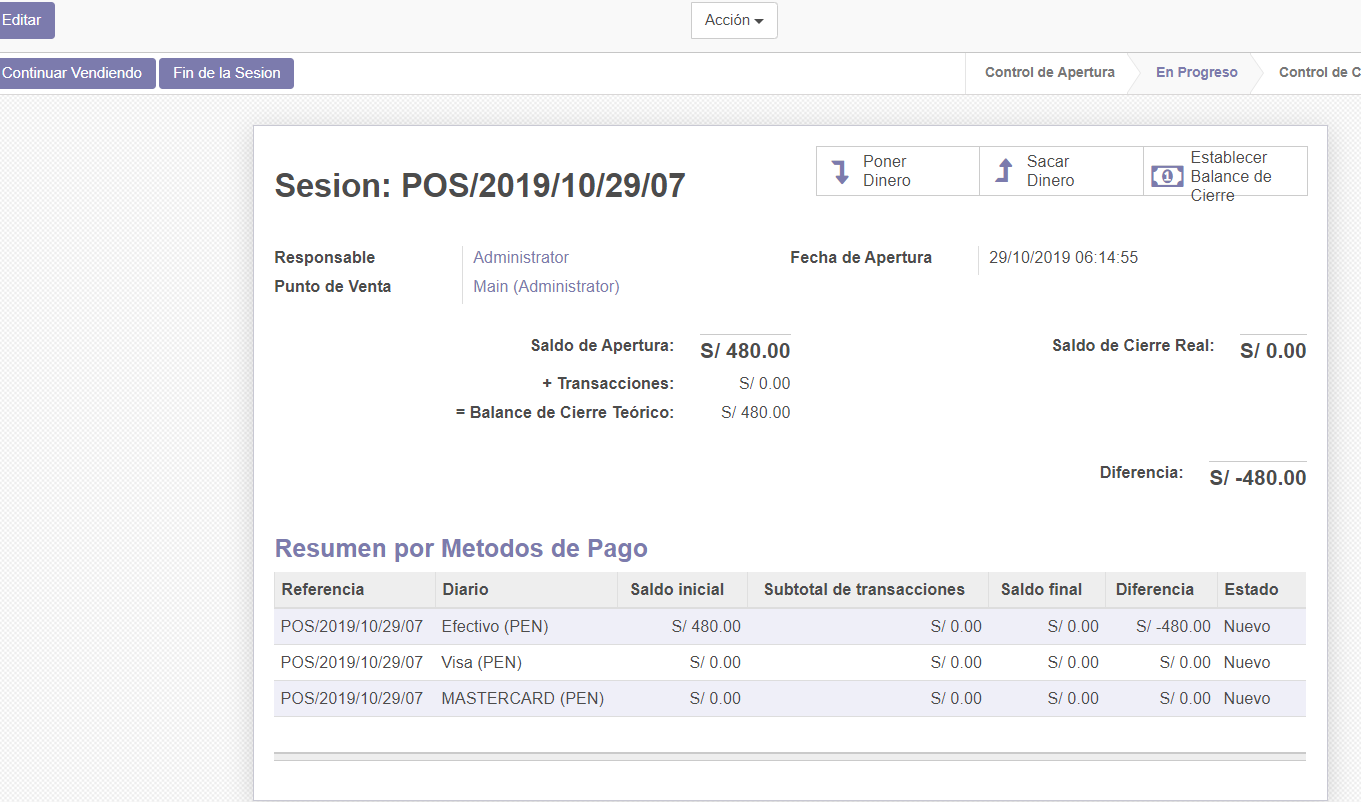 Editar
Acción
Continuar Vendiendo Fin de la Sesion
Control de Apertura En Progreso Control de C
Poner Dinero
Sacar Dinero
Establecer Balance de Cierre
Sesion: POS/2019/10/29/07
Responsable Administrator
Fecha de Apertura 29/10/2019 06:14:55
Punto de Venta Main (Administrator)
Saldo de Apertura: S/ 480.00
Saldo de Cierre Real: S/ 0.00
+ Transacciones: S/ 0.00
= Balance de Cierre Teórico: S/ 480.00
Diferencia: S/ -480.00
Resumen por Metodos de Pago
Referencia Diario Saldo inicial Subtotal de transacciones Saldo final Diferencia Estado
POS/2019/10/29/07 Efectivo (PEN) S/ 480.00 S/ 0.00 S/ 0.00 S/ -480.00 Nuevo
POS/2019/10/29/07 Visa (PEN) S/ 0.00 S/ 0.00 S/ 0.00 S/ 0.00 Nuevo
POS/2019/10/29/07 MASTERCARD (PEN) S/ 0.00 S/ 0.00 S/ 0.00 S/ 0.00 Nuevo